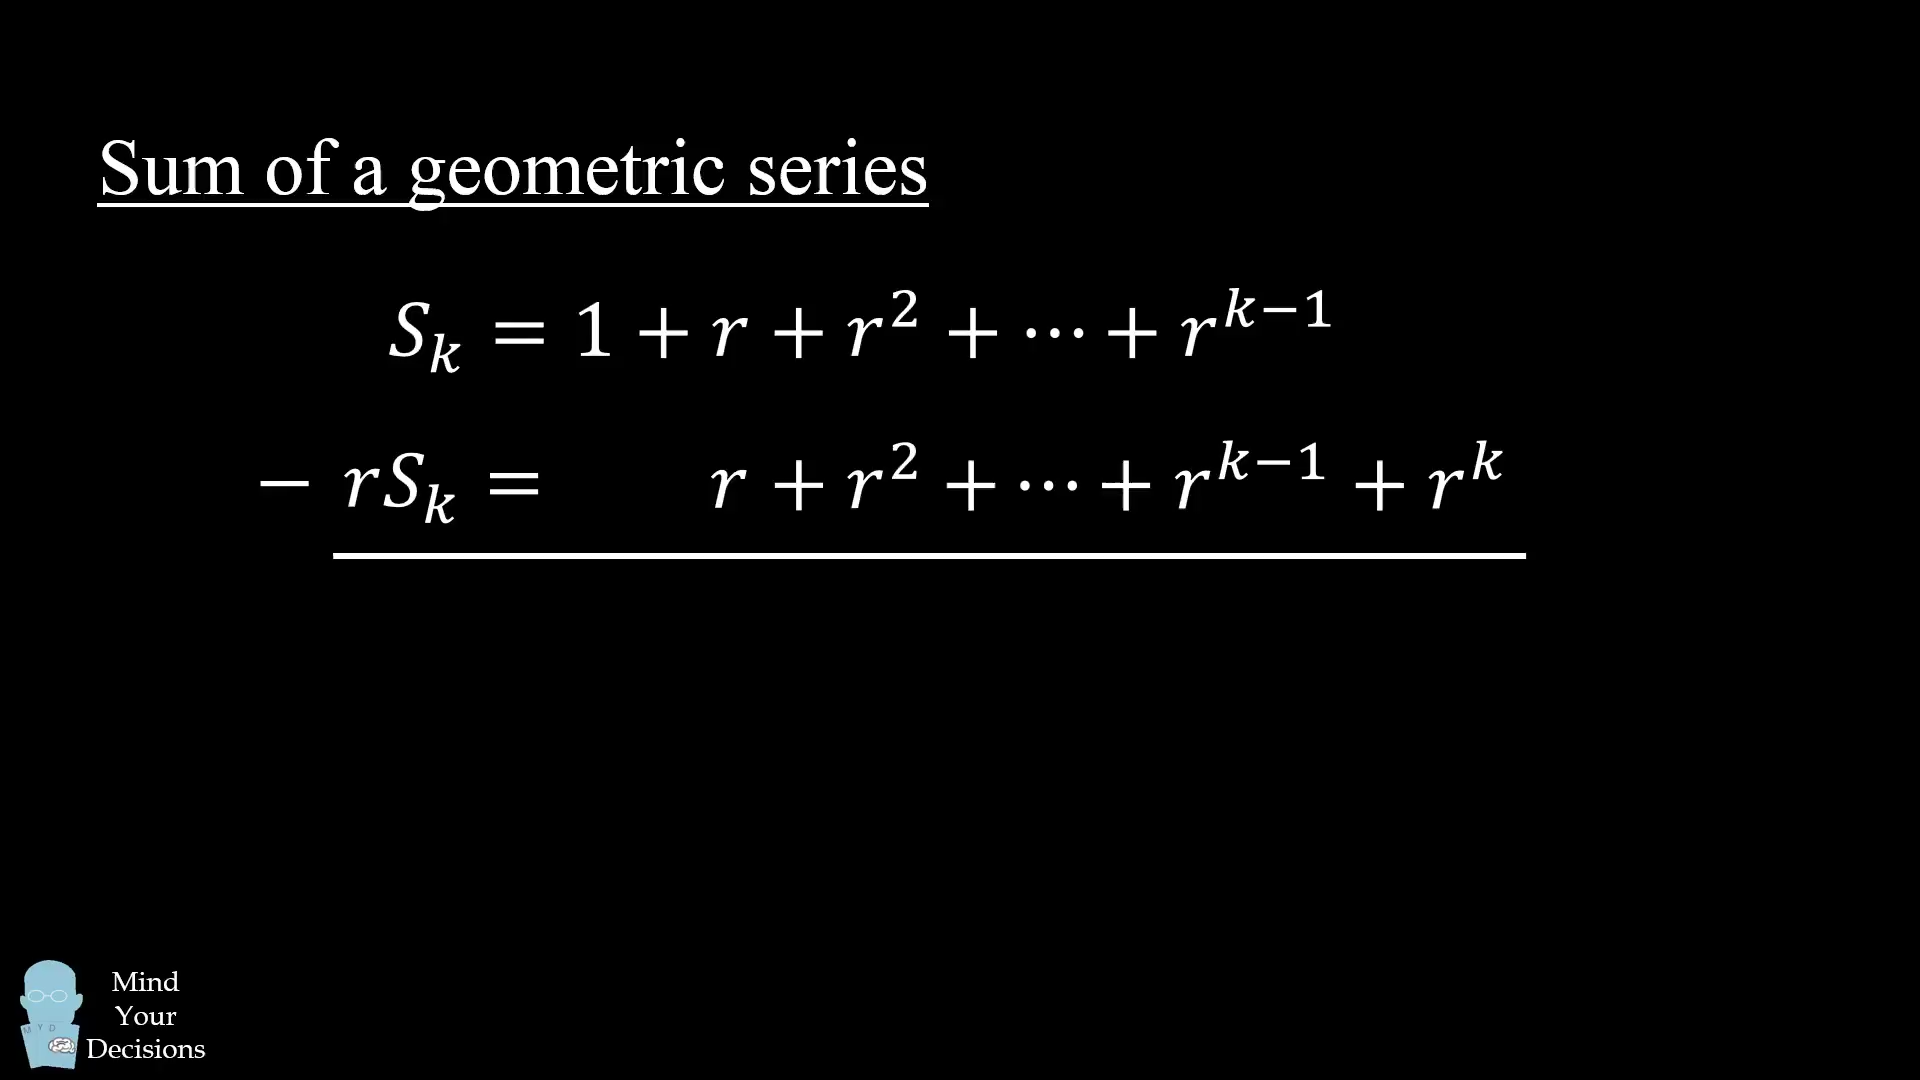 Sum of a geometric series
S_k = 1 + r + r^2 + ⋯ + r^{k−1}
− rS_k = r + r^2 + ⋯ + r^{k−1} + r^k
M Y D
Mind
Your
Decisions